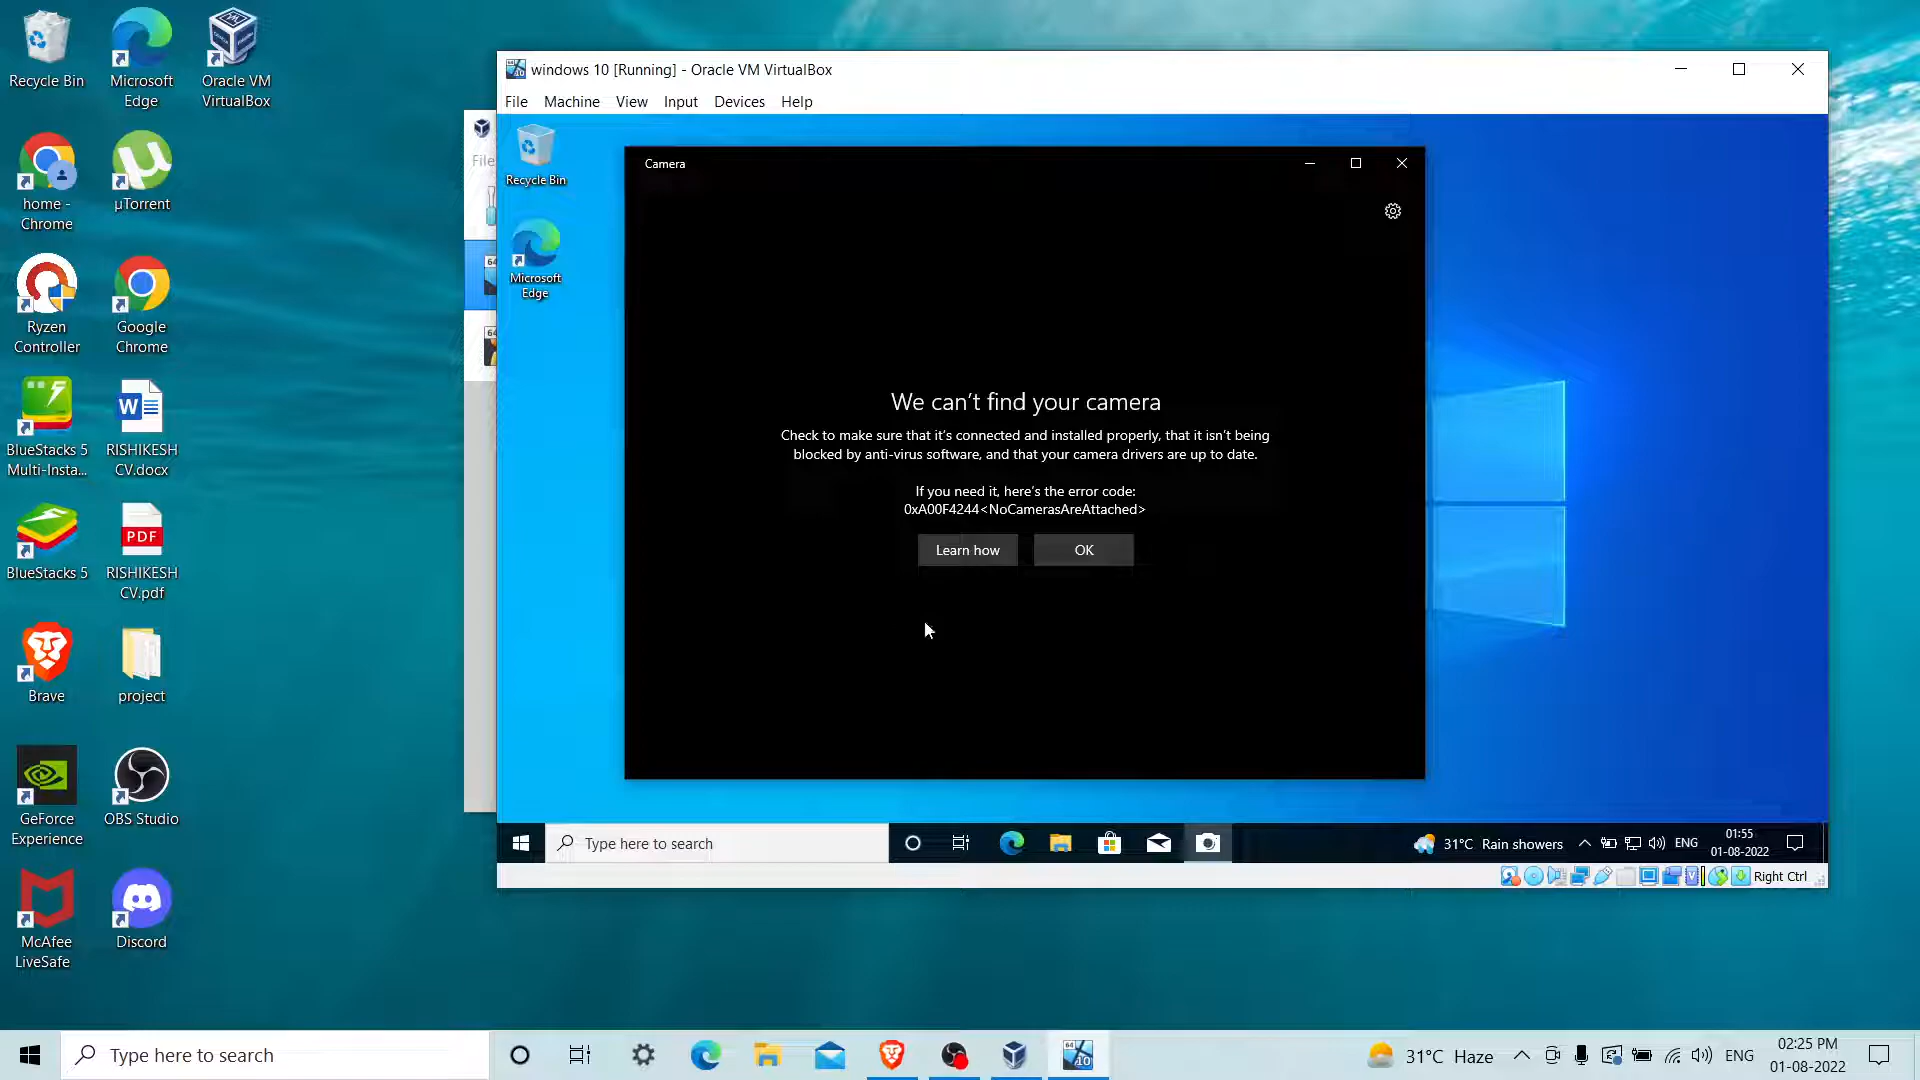 Recycle Bin
Microsoft
Edge
Oracle VM
VirtualBox
home -
Chrome
µTorrent
Ryzen
Controller
Google
Chrome
BlueStacks 5
Multi-Insta...
RISHIKESH
CV.docx
BlueStacks 5
PDF
RISHIKESH
CV.pdf
Brave
project
GeForce
Experience
OBS Studio
McAfee
LiveSafe
Discord
File
windows 10 [Running] - Oracle VM VirtualBox
File Machine View Input Devices Help
Recycle Bin
Microsoft
Edge
Camera
We can't find your camera
Check to make sure that it's connected and installed properly, that it isn't being
blocked by anti-virus software, and that your camera drivers are up to date.
If you need it, here's the error code:
0xA00F4244<NoCamerasAreAttached>
Learn how OK
Type here to search
31°C Rain showers
ENG
01:55
01-08-2022
Right Ctrl
Type here to search
31°C Haze
ENG
02:25 PM
01-08-2022